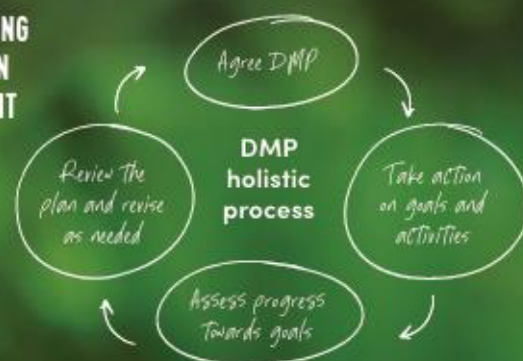 NG
N
IT
Agree DMP
DMP
holistic
process
Take action
on goals and
activities
Assess progress
Towards goals
Review The
plan and revise
as needed